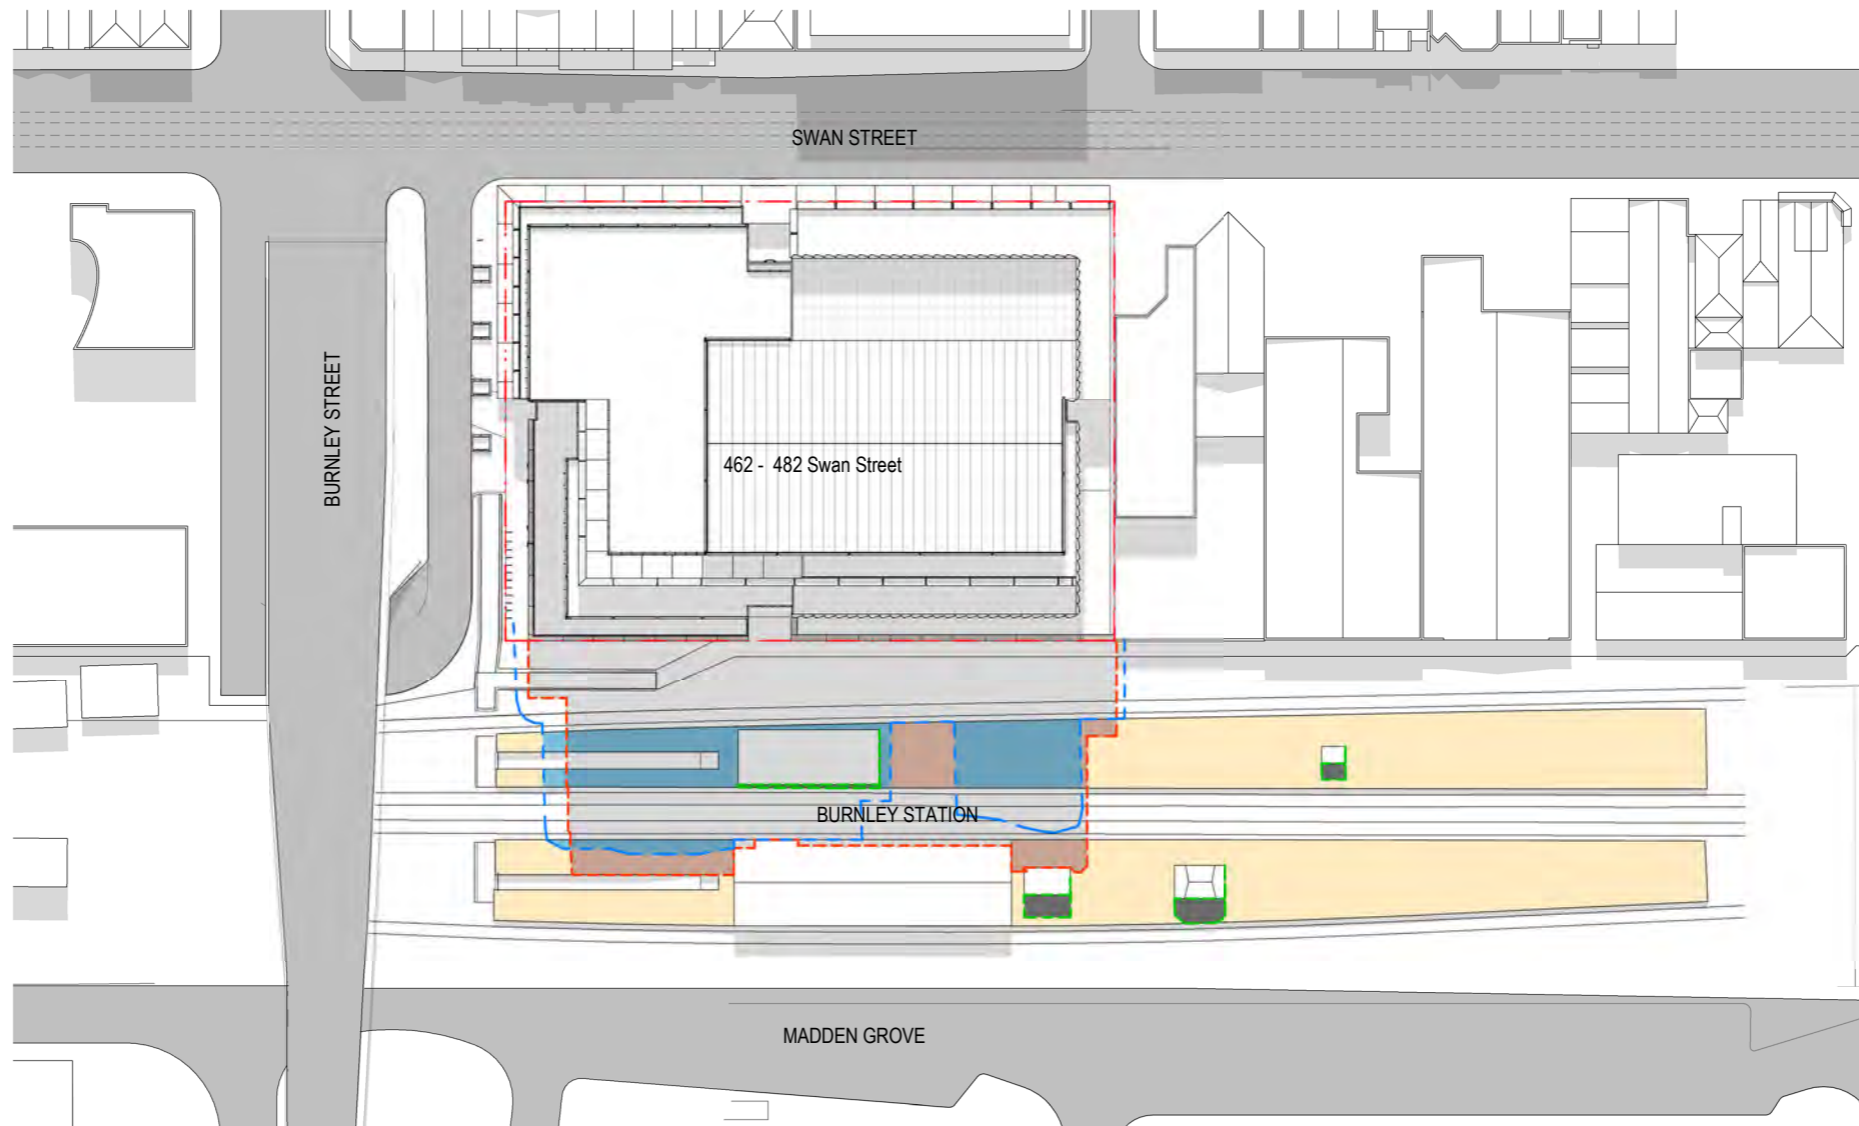 SWAN STREET
BURNLEY STREET
462 - 482 Swan Street
BURNLEY STATION
MADDEN GROVE